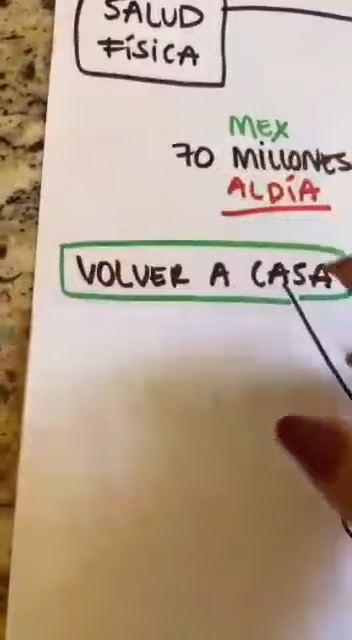 SALUD
FÍSICA
MEX
70 MILLONES
AL DÍA
VOLVER A CASA